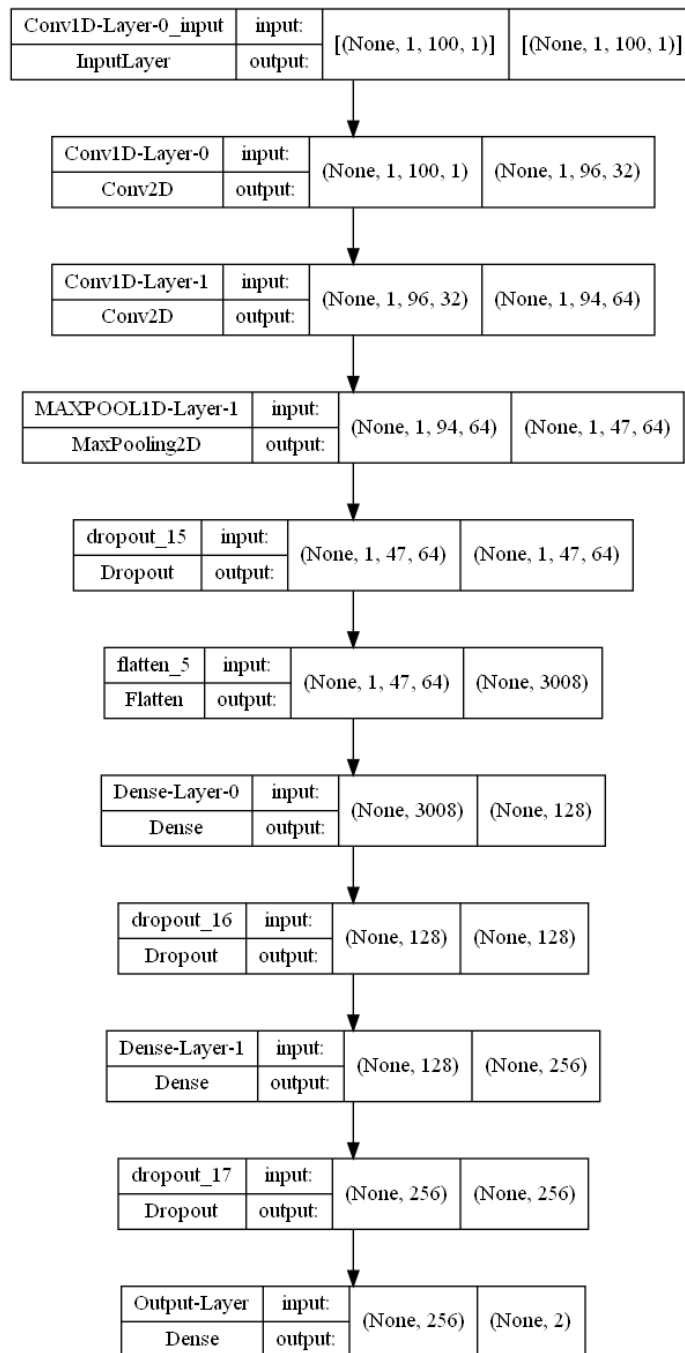 Conv1D-Layer-0_input input: [(None, 1, 100, 1)] [(None, 1, 100, 1)]
InputLayer output:
Conv1D-Layer-0 input: (None, 1, 100, 1) (None, 1, 96, 32)
Conv2D output:
Conv1D-Layer-1 input: (None, 1, 96, 32) (None, 1, 94, 64)
Conv2D output:
MAXPOOL1D-Layer-1 input: (None, 1, 94, 64) (None, 1, 47, 64)
MaxPooling2D output:
dropout_15 input: (None, 1, 47, 64) (None, 1, 47, 64)
Dropout output:
flatten_5 input: (None, 1, 47, 64) (None, 3008)
Flatten output:
Dense-Layer-0 input: (None, 3008) (None, 128)
Dense output:
dropout_16 input: (None, 128) (None, 128)
Dropout output:
Dense-Layer-1 input: (None, 128) (None, 256)
Dense output:
dropout_17 input: (None, 256) (None, 256)
Dropout output:
Output-Layer input: (None, 256) (None, 2)
Dense output: